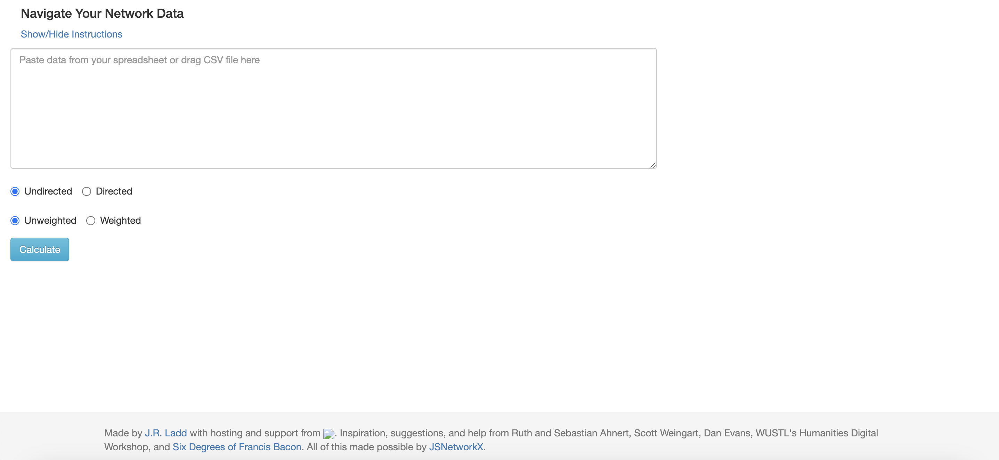 Navigate Your Network Data
Show/Hide Instructions
Paste data from your spreadsheet or drag CSV file here
Undirected Directed
Unweighted Weighted
Calculate
Made by J.R. Ladd with hosting and support from . Inspiration, suggestions, and help from Ruth and Sebastian Ahnert, Scott Weingart, Dan Evans, WUSTL's Humanities Digital
Workshop, and Six Degrees of Francis Bacon. All of this made possible by JSNetworkX.